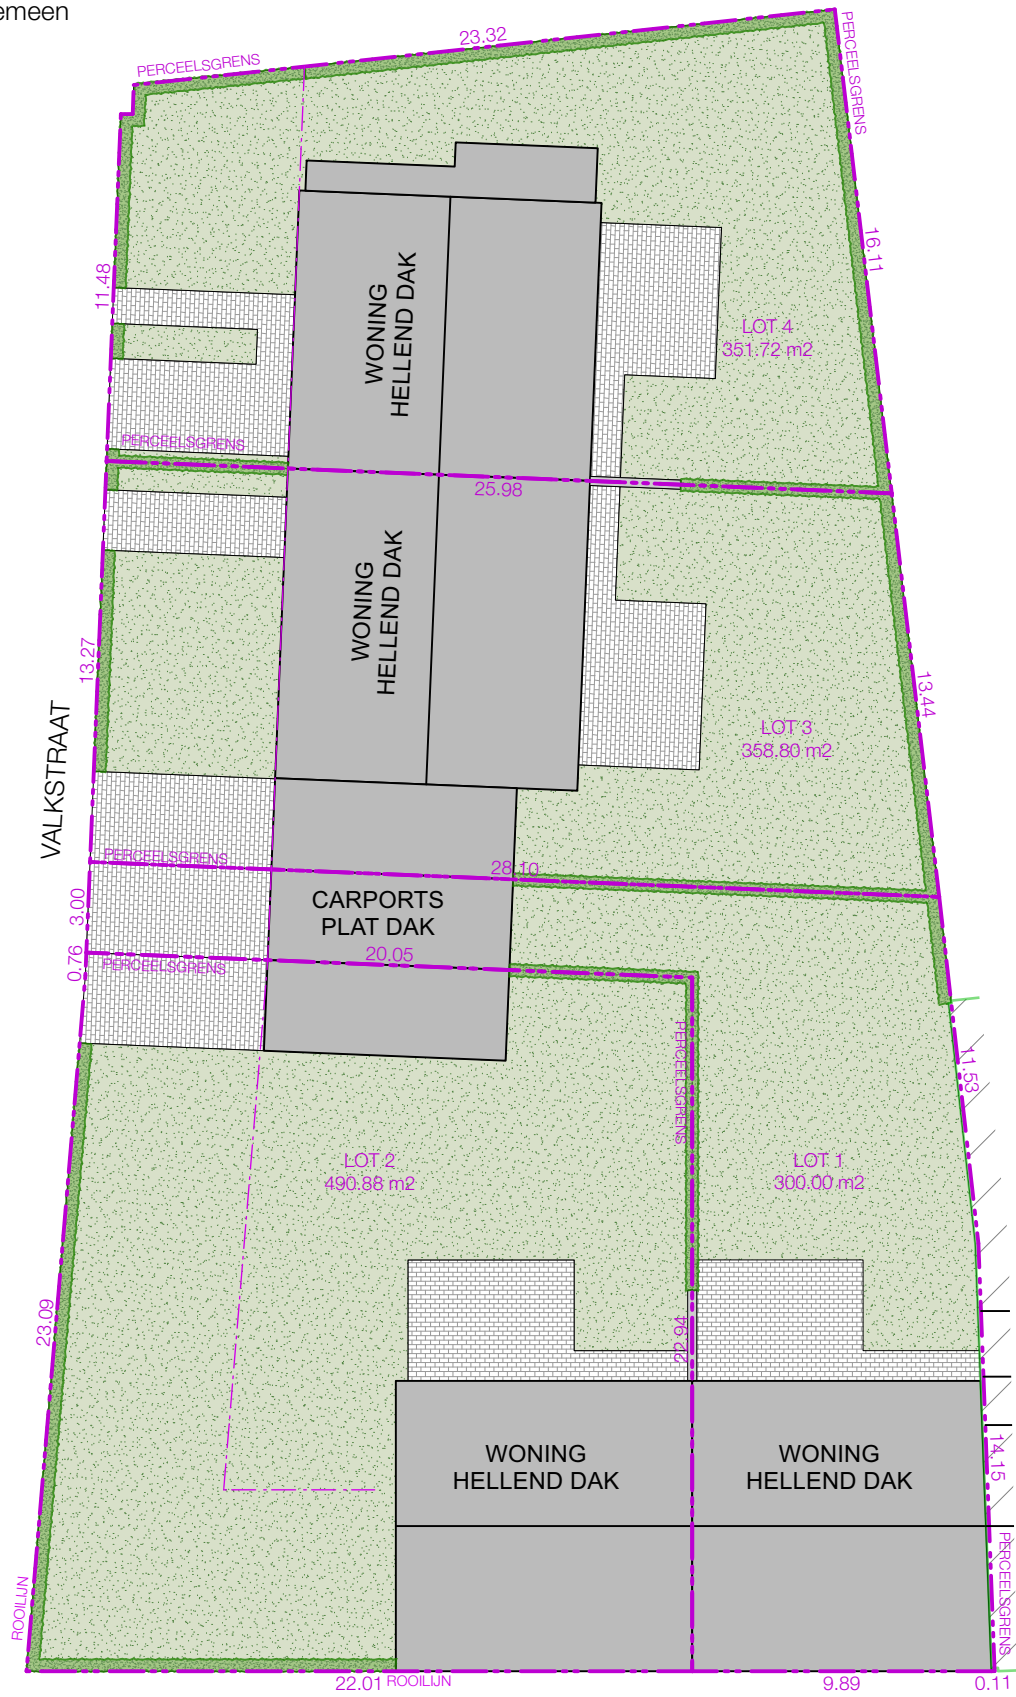 emeen
23.32
PERCEELSGRENS
PERCEELSGRENS
11.48
16.11
WONING
HELLEND DAK
LOT 4
351.72 m2
PERCEELSGRENS
25.98
WONING
HELLEND DAK
13.27
13.44
VALKSTRAAT
LOT 3
358.80 m2
PERCEELSGRENS
28.10
3.00
CARPORTS
PLAT DAK
0.76
PERCEELSGRENS
20.05
PERCEELSGRENS
11.53
LOT 2
490.88 m2
LOT 1
300.00 m2
23.09
22.94
WONING
HELLEND DAK
WONING
HELLEND DAK
14.15
PERCEELSGRENS
ROOILIJN
22.01
ROOILIJN
9.89
0.11